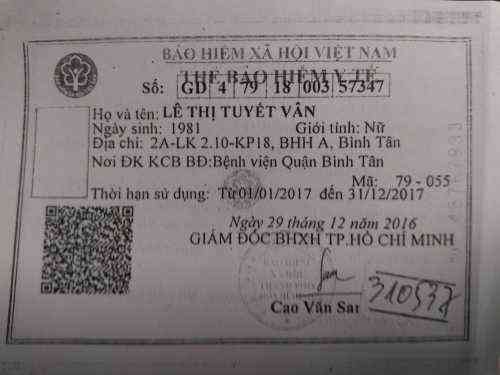 BẢO HIỂM XÃ HỘI VIỆT NAM
THẺ BẢO HIỂM Y TẾ
Số: GD 4 79 18 003 57347
Họ và tên: LÊ THỊ TUYẾT VÂN
Ngày sinh: 1981 Giới tính: Nữ
Địa chỉ: 2A-LK 2.10-KP18, BHH A, Bình Tân
Nơi ĐK KCB BĐ:Bệnh viện Quận Bình Tân
Mã: 79 - 055
Thời hạn sử dụng: Từ 01/01/2017 đến 31/12/2017
Ngày 29 tháng 12 năm 2016
GIÁM ĐỐC BHXH TP.HỒ CHÍ MINH
Cao Văn Sar